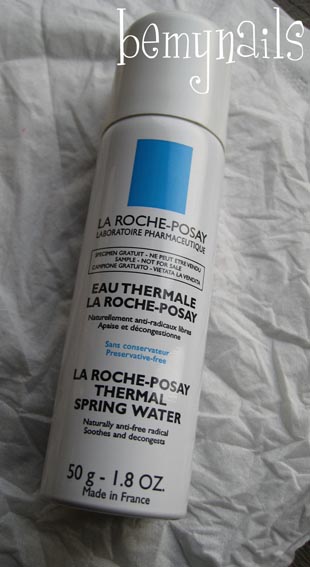 bemynails
LA ROCHE-POSAY
LABORATOIRE PHARMACEUTIQUE
SPECIMEN GRATUIT - NE PEUT ETRE VENDU
SAMPLE - NOT FOR SALE
CAMPIONE GRATUITO - VIETATA LA VENDITA
EAU THERMALE
LA ROCHE-POSAY
Naturellement anti-radicaux libres
Apaise et décongestionne
Sans conservateur
Preservative-free
LA ROCHE-POSAY
THERMAL
SPRING WATER
Naturally anti-free radical
Soothes and decongests
50 g - 1.8 OZ.
Made in France